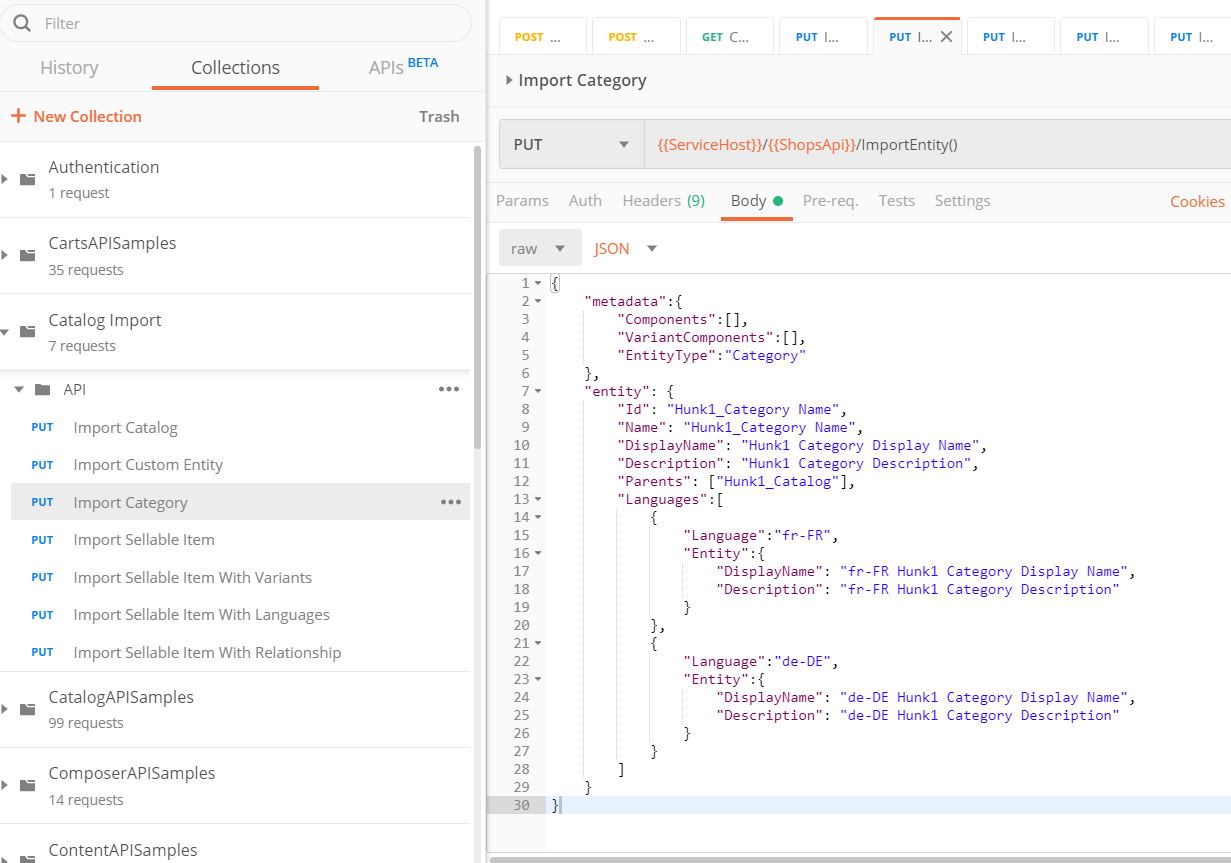 Filter
History
Collections
APIs BETA
+ New Collection
Trash
Authentication
1 request
CartsAPISamples
35 requests
Catalog Import
7 requests
API
PUT Import Catalog
PUT Import Custom Entity
PUT Import Category
PUT Import Sellable Item
PUT Import Sellable Item With Variants
PUT Import Sellable Item With Languages
PUT Import Sellable Item With Relationship
CatalogAPISamples
99 requests
ComposerAPISamples
14 requests
ContentAPISamples
POST ...
POST ...
GET C...
PUT I...
PUT I...
PUT I...
PUT I...
PUT I...
Import Category
PUT
{{ServiceHost}}/{{ShopsApi}}/ImportEntity()
Params Auth Headers (9) Body Pre-req. Tests Settings Cookies
raw JSON
1 {
2 "metadata":{
3 "Components":[],
4 "VariantComponents":[],
5 "EntityType":"Category"
6 },
7 "entity": {
8 "Id": "Hunk1_Category Name",
9 "Name": "Hunk1_Category Name",
10 "DisplayName": "Hunk1 Category Display Name",
11 "Description": "Hunk1 Category Description",
12 "Parents": ["Hunk1_Catalog"],
13 "Languages":[
14 {
15 "Language":"fr-FR",
16 "Entity":{
17 "DisplayName": "fr-FR Hunk1 Category Display Name",
18 "Description": "fr-FR Hunk1 Category Description"
19 }
20 },
21 {
22 "Language":"de-DE",
23 "Entity":{
24 "DisplayName": "de-DE Hunk1 Category Display Name",
25 "Description": "de-DE Hunk1 Category Description"
26 }
27 }
28 ]
29 }
30 }